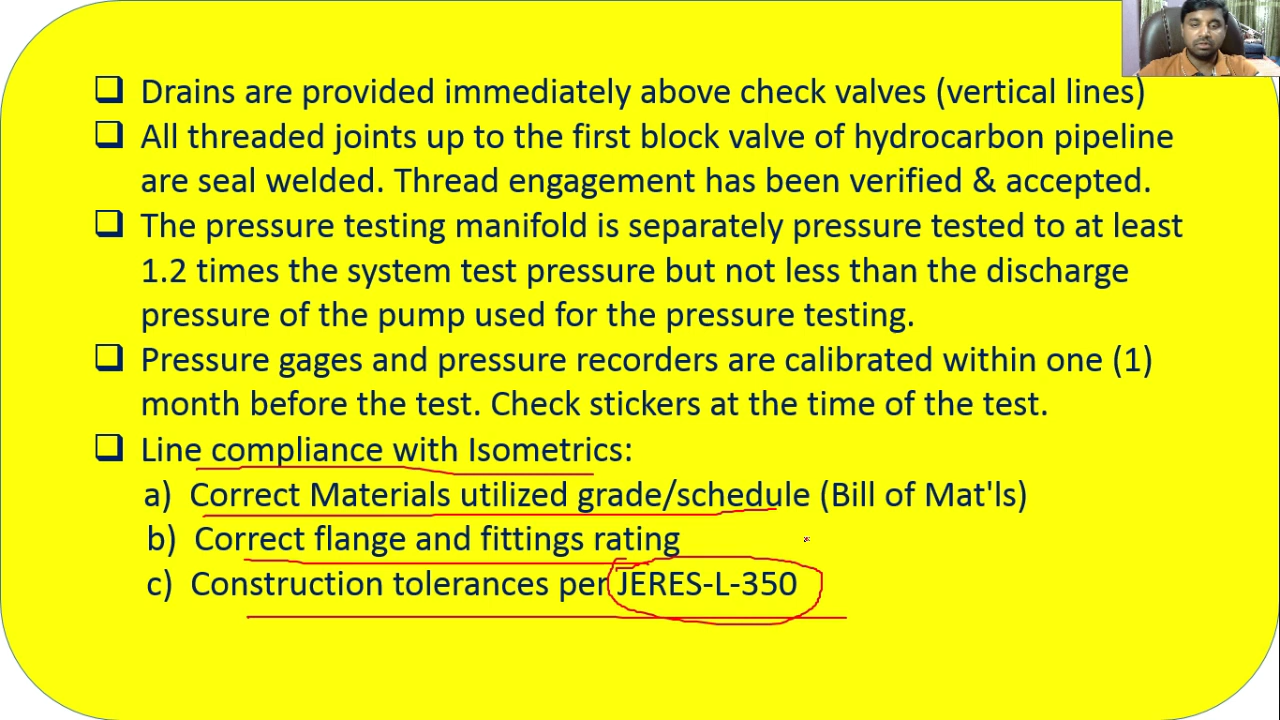 Drains are provided immediately above check valves (vertical lines)
All threaded joints up to the first block valve of hydrocarbon pipeline
are seal welded. Thread engagement has been verified & accepted.
The pressure testing manifold is separately pressure tested to at least
1.2 times the system test pressure but not less than the discharge
pressure of the pump used for the pressure testing.
Pressure gages and pressure recorders are calibrated within one (1)
month before the test. Check stickers at the time of the test.
Line compliance with Isometrics:
a) Correct Materials utilized grade/schedule (Bill of Mat'ls)
b) Correct flange and fittings rating
c) Construction tolerances per JERES-L-350